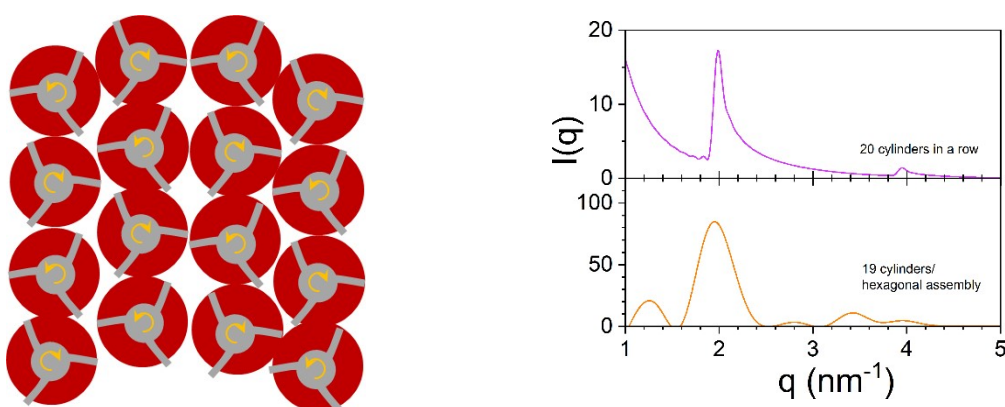 20
10
0
I(q)
20 cylinders in a row
100
50
0
19 cylinders/
hexagonal assembly
1 2 3 4 5
q (nm⁻¹)